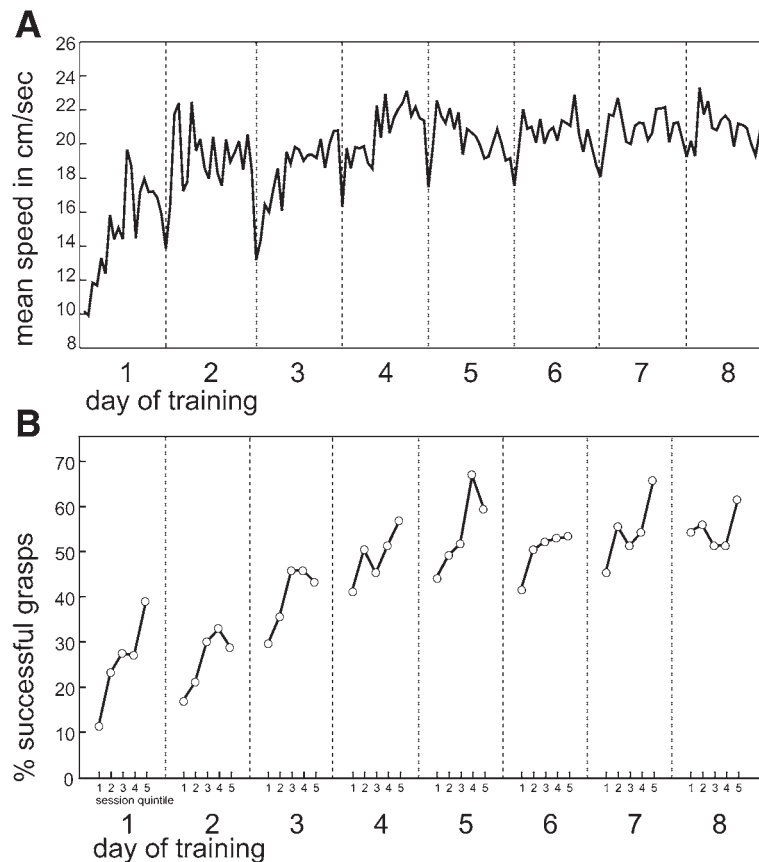 A
mean speed in cm/sec
26
24
22
20
18
16
14
12
10
8
1 2 3 4 5 6 7 8
day of training
B
% successful grasps
70
60
50
40
30
20
10
0
1 2 3 4 5 1 2 3 4 5 1 2 3 4 5 1 2 3 4 5 1 2 3 4 5 1 2 3 4 5 1 2 3 4 5 1 2 3 4 5
session quintile
1 2 3 4 5 6 7 8
day of training